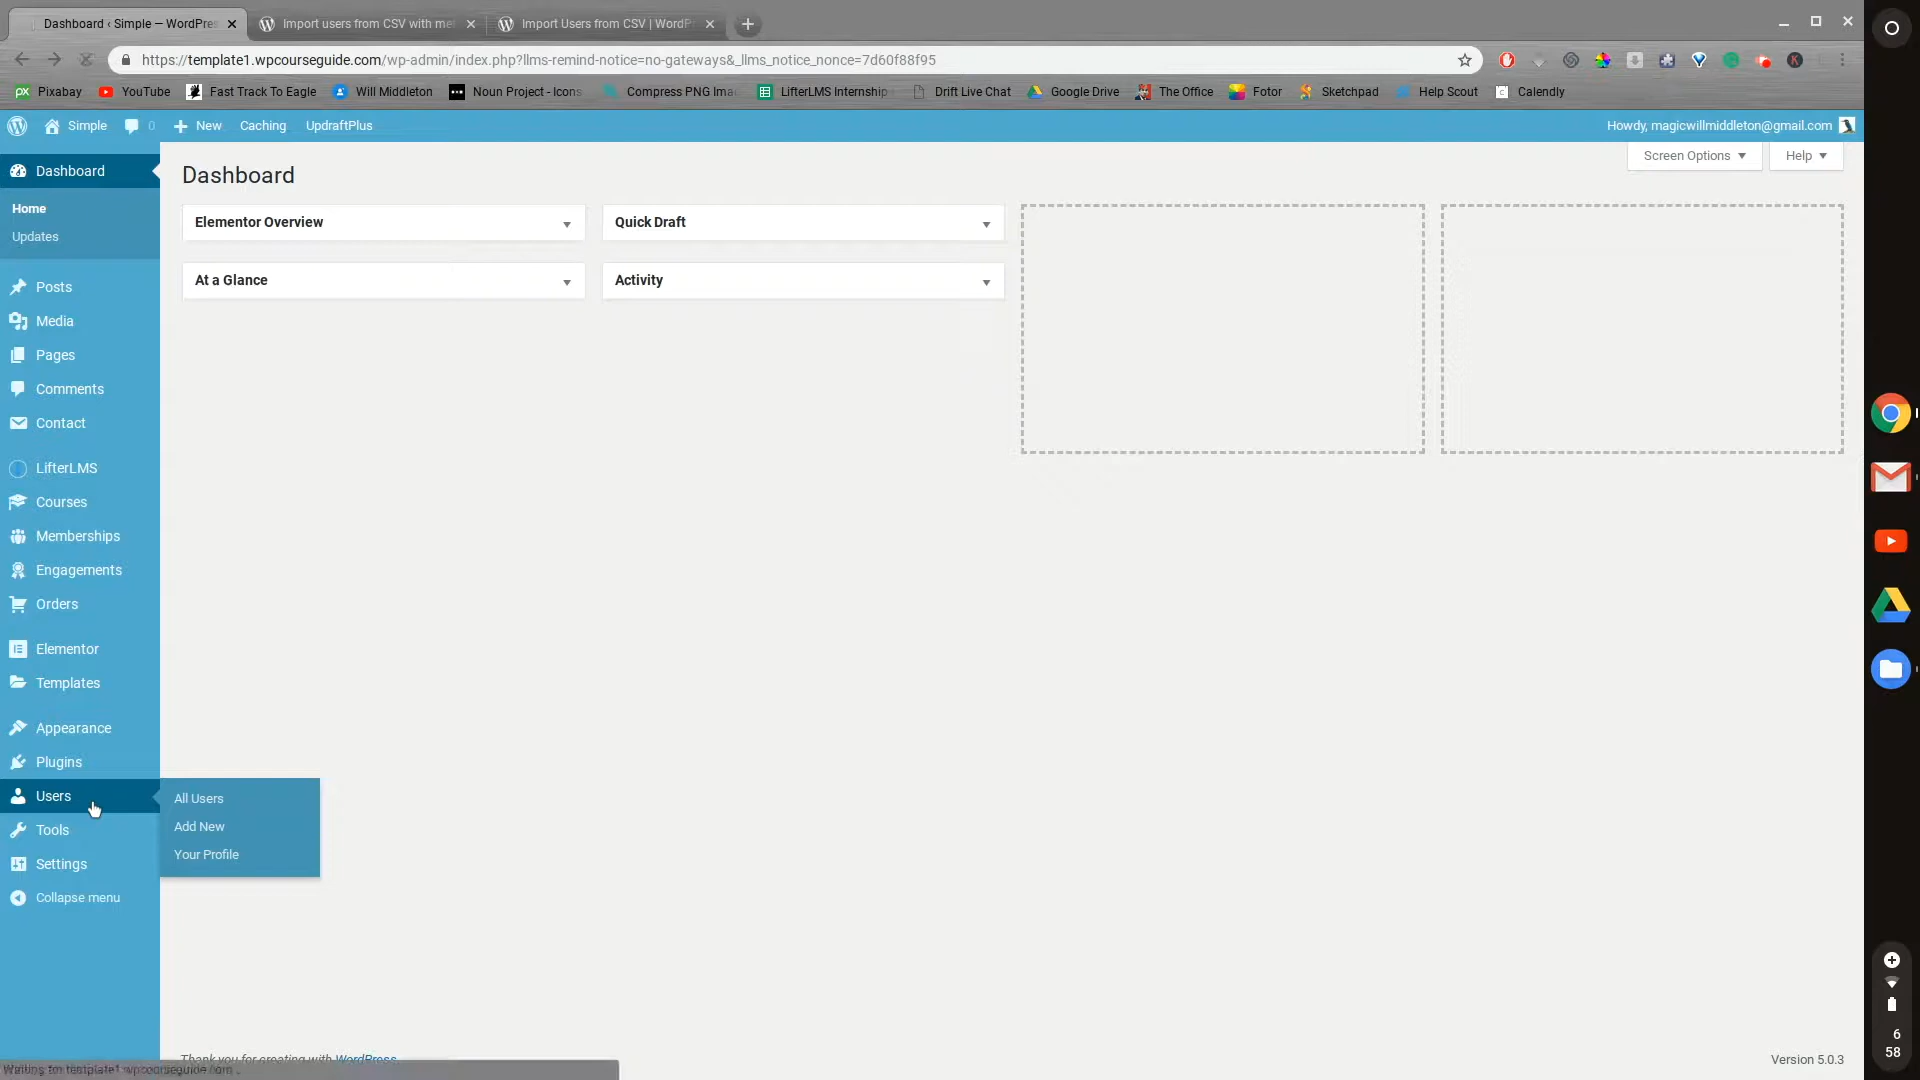 Dashboard ‹ Simple — WordPres
Import users from CSV with me
Import Users from CSV | WordP
https://template1.wpcourseguide.com/wp-admin/index.php?llms-remind-notice=no-gateways&_llms_notice_nonce=7d60f88f95
Pixabay
YouTube
Fast Track To Eagle
Will Middleton
Noun Project - Icons
Compress PNG Ima
LifterLMS Internship
Drift Live Chat
Google Drive
The Office
Fotor
Sketchpad
Help Scout
Calendly
Simple
0
New
Caching
UpdraftPlus
Howdy, magicwillmiddleton@gmail.com
Dashboard
Home
Updates
Posts
Media
Pages
Comments
Contact
LifterLMS
Courses
Memberships
Engagements
Orders
Elementor
Templates
Appearance
Plugins
Users
Tools
Settings
Collapse menu
All Users
Add New
Your Profile
Dashboard
Screen Options
Help
Elementor Overview
Quick Draft
At a Glance
Activity
Thank you for creating with WordPress.
Version 5.0.3
Waiting for template1.wpcourseguide.com...
6
58